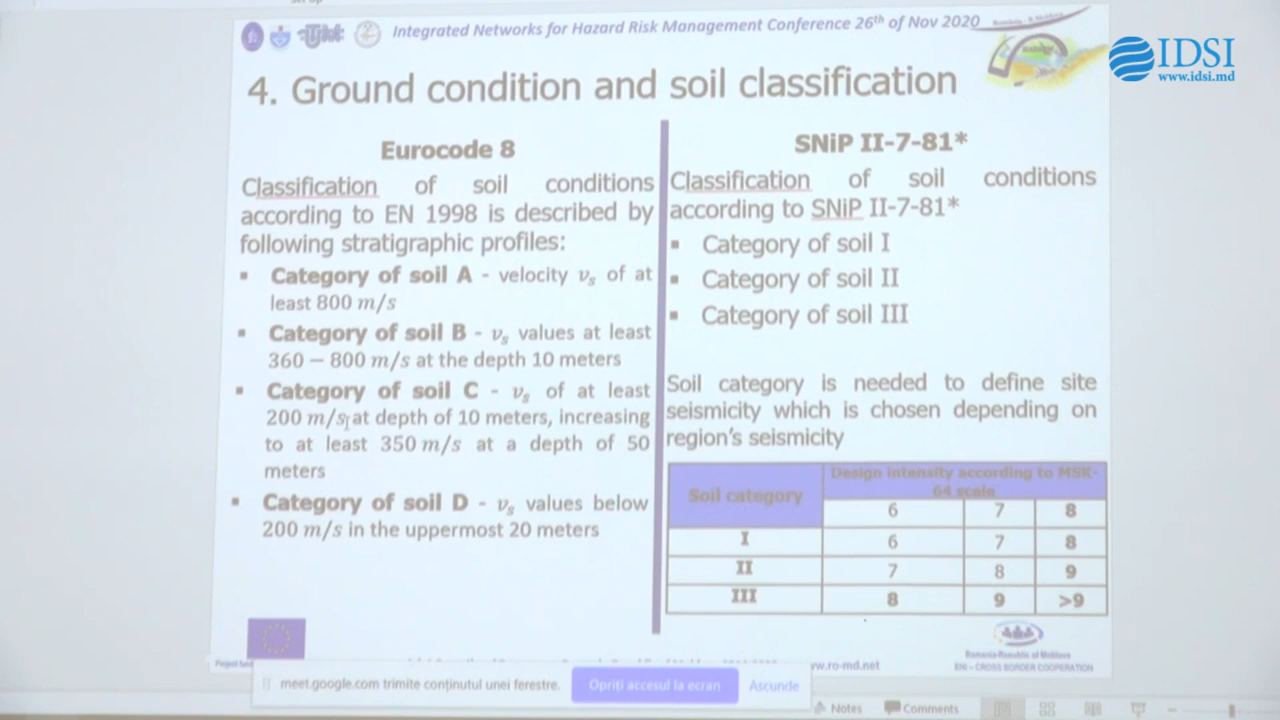 Integrated Networks for Hazard Risk Management Conference 26th of Nov 2020
IDSI
www.idsi.md
4. Ground condition and soil classification
Eurocode 8
Classification of soil conditions
according to EN 1998 is described by
following stratigraphic profiles:
▪ Category of soil A - velocity vs of at
least 800 m/s
▪ Category of soil B - vs values at least
360 – 800 m/s at the depth 10 meters
▪ Category of soil C - vs of at least
200 m/s at depth of 10 meters, increasing
to at least 350 m/s at a depth of 50
meters
▪ Category of soil D - vs values below
200 m/s in the uppermost 20 meters
SNiP II-7-81*
Classification of soil conditions
according to SNiP II-7-81*
▪ Category of soil I
▪ Category of soil II
▪ Category of soil III
Soil category is needed to define site
seismicity which is chosen depending on
region's seismicity
Soil category
Design intensity according to MSK-
64 scale
6 7 8
I 6 7 8
II 7 8 9
III 8 9 >9
Romania-Republic of Moldova
ENI – CROSS BORDER COOPERATION
ww.ro-md.net
meet.google.com trimite conținutul unei ferestre.
Opriți accesul la ecran
Ascunde
Notes
Comments